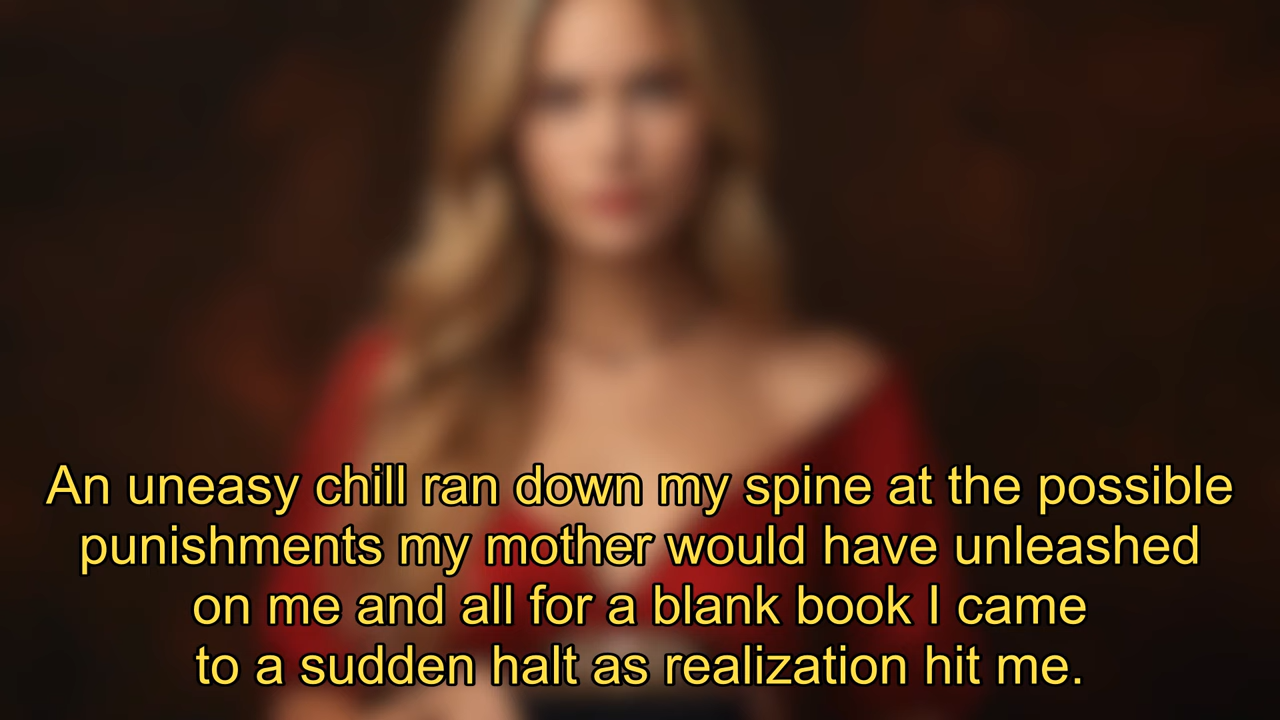 An uneasy chill ran down my spine at the possible
punishments my mother would have unleashed
on me and all for a blank book I came
to a sudden halt as realization hit me.